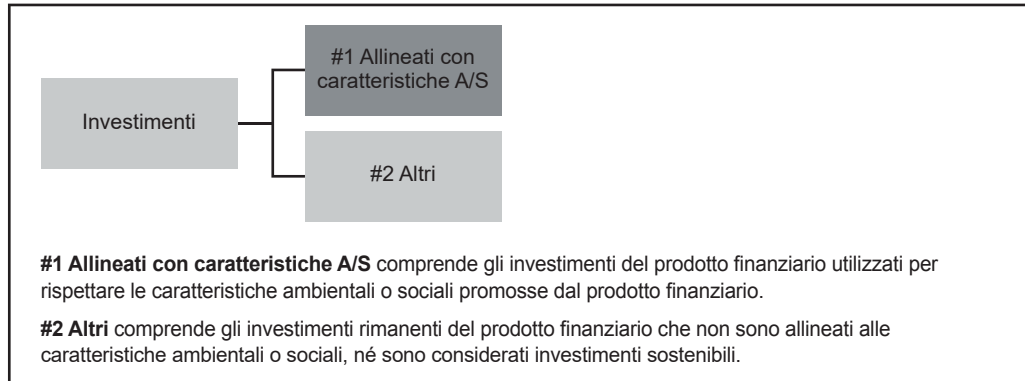 #1 Allineati con
caratteristiche A/S
Investimenti
#2 Altri
#1 Allineati con caratteristiche A/S comprende gli investimenti del prodotto finanziario utilizzati per
rispettare le caratteristiche ambientali o sociali promosse dal prodotto finanziario.
#2 Altri comprende gli investimenti rimanenti del prodotto finanziario che non sono allineati alle
caratteristiche ambientali o sociali, né sono considerati investimenti sostenibili.